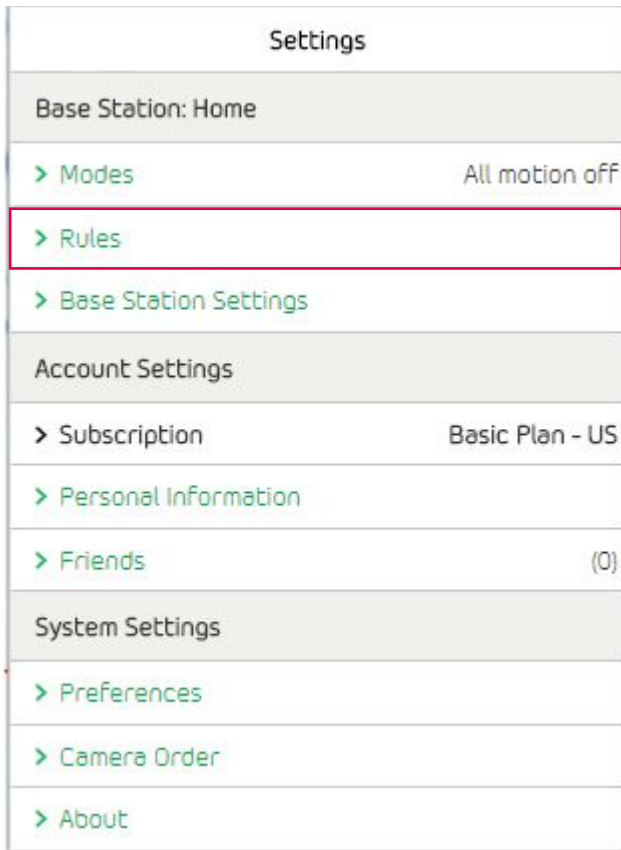 Settings
Base Station: Home
> Modes All motion off
> Rules
> Base Station Settings
Account Settings
> Subscription Basic Plan - US
> Personal Information
> Friends (0)
System Settings
> Preferences
> Camera Order
> About